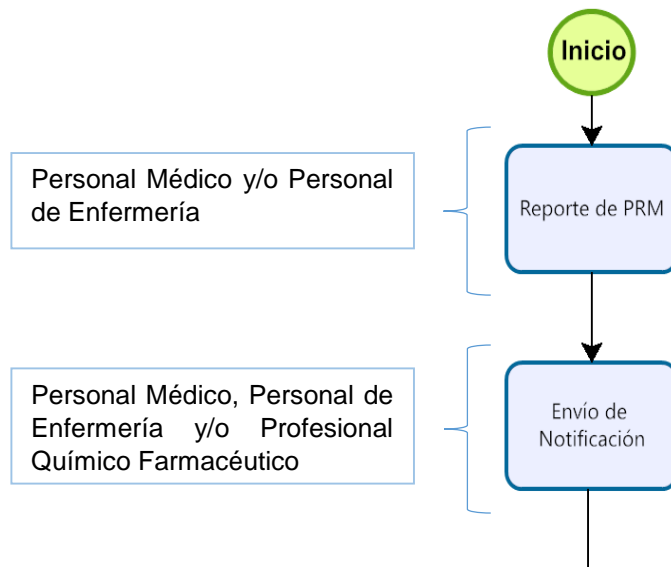 Inicio
Personal Médico y/o Personal
de Enfermería
Reporte de PRM
Personal Médico, Personal de
Enfermería y/o Profesional
Químico Farmacéutico
Envío de
Notificación